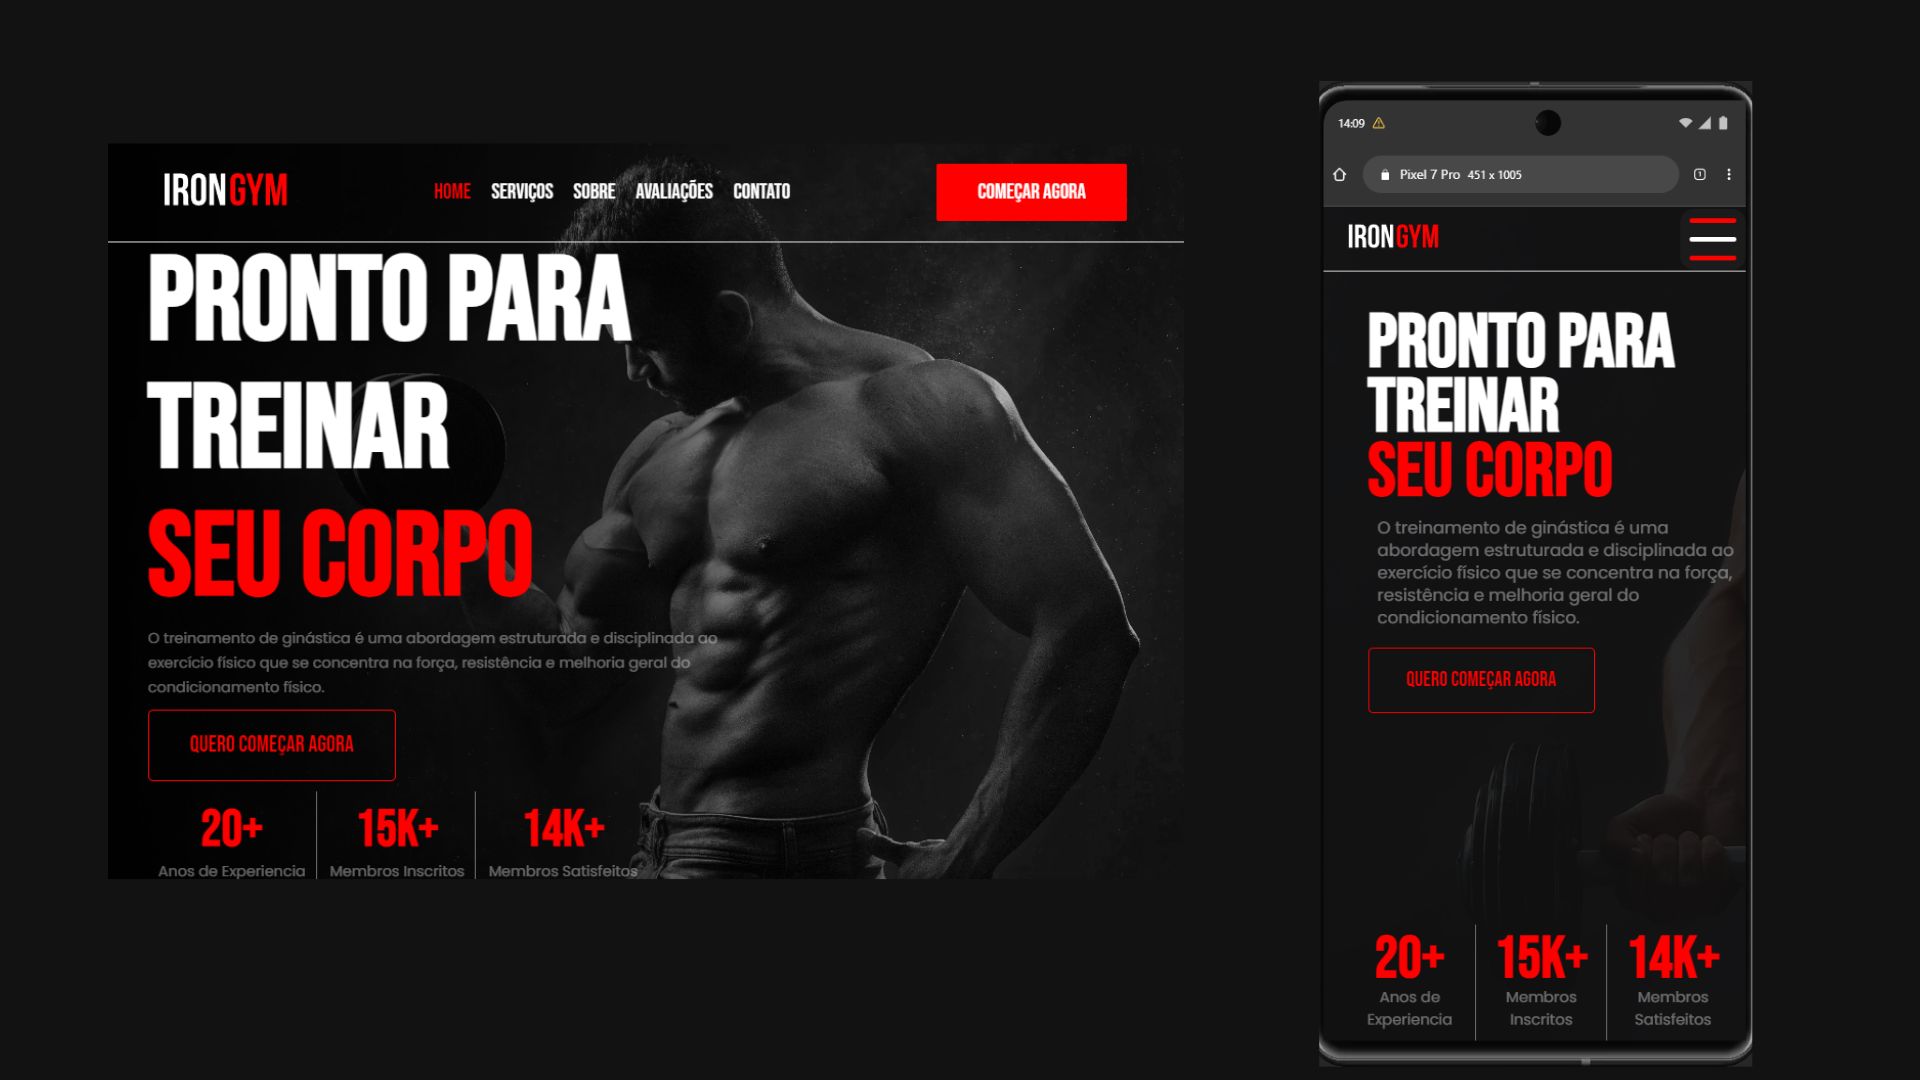 IRONGYM
HOME SERVIÇOS SOBRE AVALIAÇÕES CONTATO
COMEÇAR AGORA
PRONTO PARA
TREINAR
SEU CORPO
O treinamento de ginástica é uma abordagem estruturada e disciplinada ao
exercício físico que se concentra na força, resistência e melhoria geral do
condicionamento físico.
QUERO COMEÇAR AGORA
20+ 15K+ 14K+
Anos de Experiencia Membros Inscritos Membros Satisfeitos
14:09
Pixel 7 Pro 451 x 1005 1
IRONGYM
PRONTO PARA
TREINAR
SEU CORPO
O treinamento de ginástica é uma
abordagem estruturada e disciplinada ao
exercício físico que se concentra na força,
resistência e melhoria geral do
condicionamento físico.
QUERO COMEÇAR AGORA
20+ 15K+ 14K+
Anos de Membros Membros
Experiencia Inscritos Satisfeitos